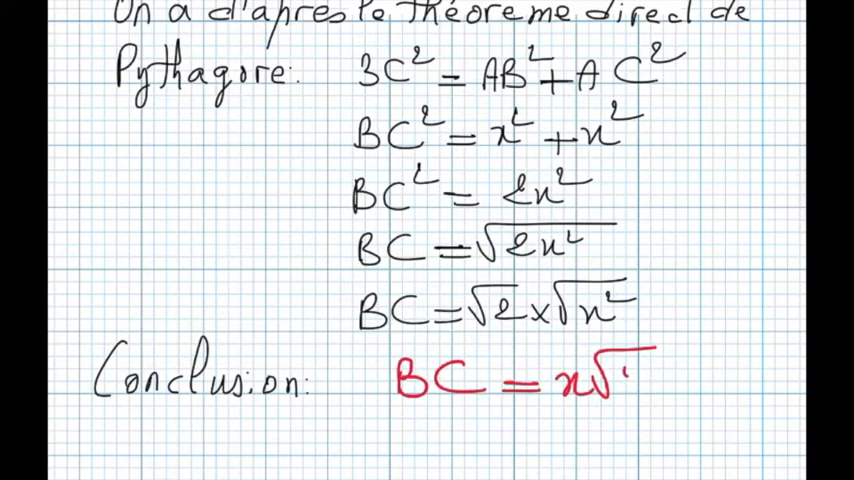 On a d'après le théorème direct de
Pythagore: BC² = AB² + AC²
BC² = x² + x²
BC² = 2x²
BC = √2x²
BC = √2 × √x²
Conclusion: BC = x√